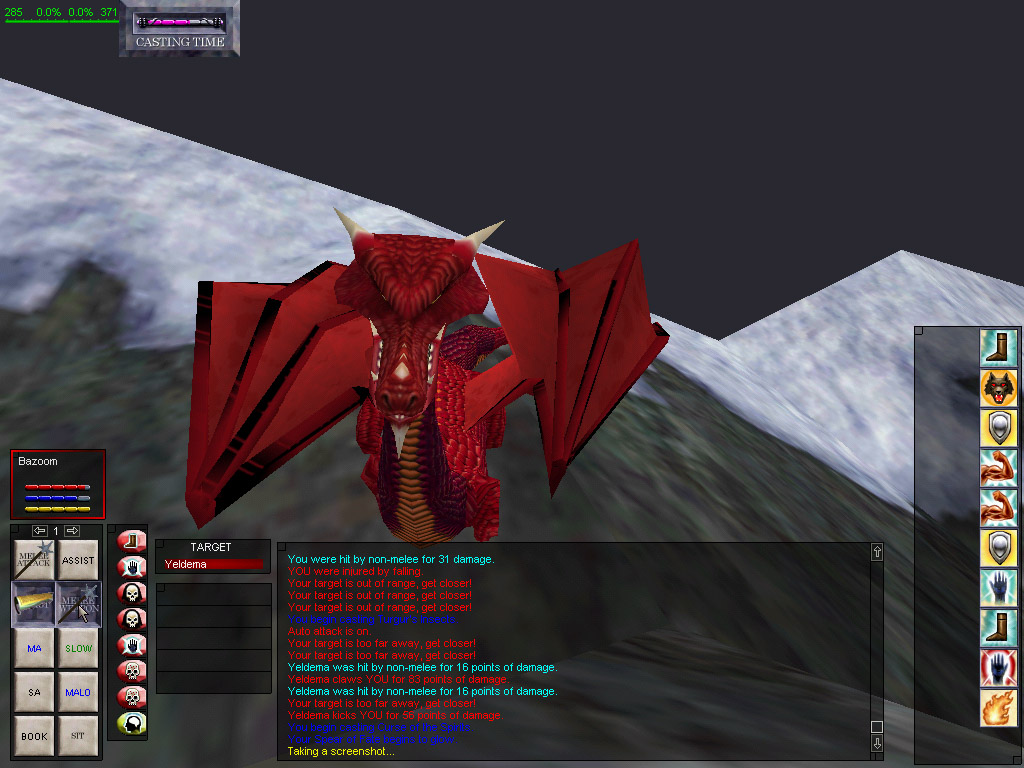 285 0.0% 0.0% 371
CASTING TIME
Bazoom
1
MELEE ATTACK
ASSIST
MA
SLOW
SA
MALO
BOOK
SIT
TARGET
Yeldema
You were hit by non-melee for 31 damage.
YOU were injured by falling.
Your target is out of range, get closer!
Your target is out of range, get closer!
Your target is out of range, get closer!
Auto attack is on.
Your target is too far away, get closer!
Your target is too far away, get closer!
Yeldema was hit by non-melee for 16 points of damage.
Yeldema claws YOU for 83 points of damage.
Yeldema was hit by non-melee for 16 points of damage.
Your target is too far away, get closer!
Yeldema kicks YOU for 56 points of damage.
Taking a screenshot...